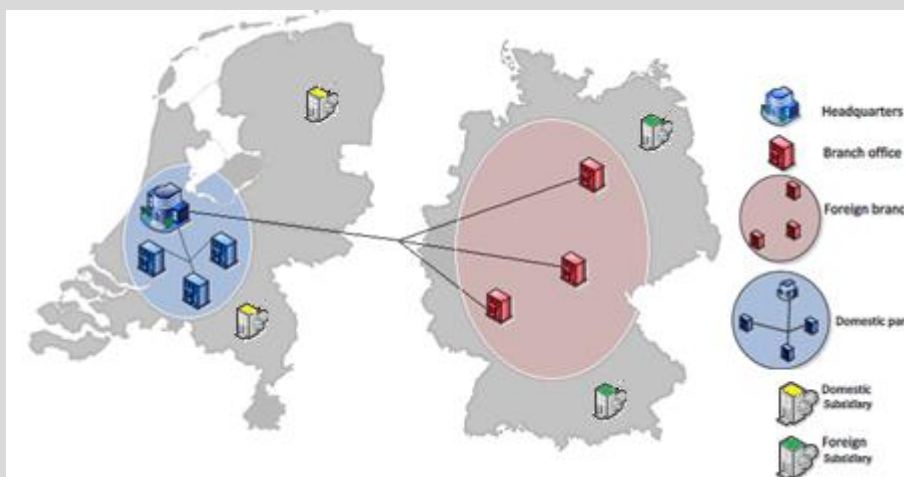 Headquarters
Branch office
Foreign branc
Domestic par
Domestic
Subsidiary
Foreign
Subsidiary